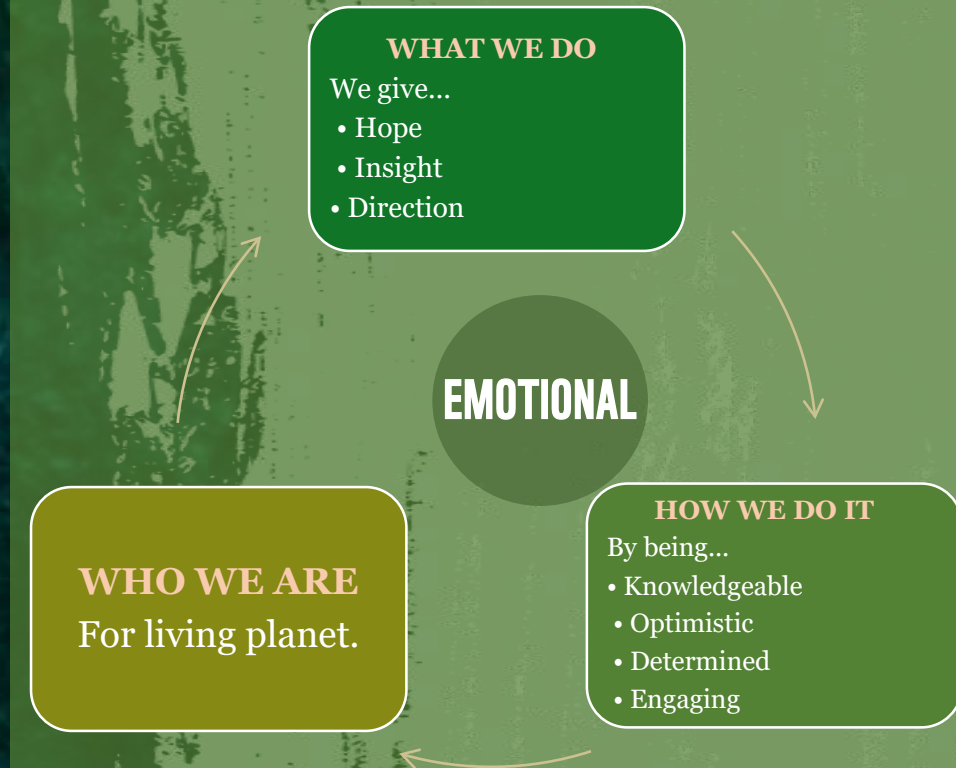 WHAT WE DO
We give...
• Hope
• Insight
• Direction
EMOTIONAL
HOW WE DO IT
By being...
• Knowledgeable
• Optimistic
• Determined
• Engaging
WHO WE ARE
For living planet.